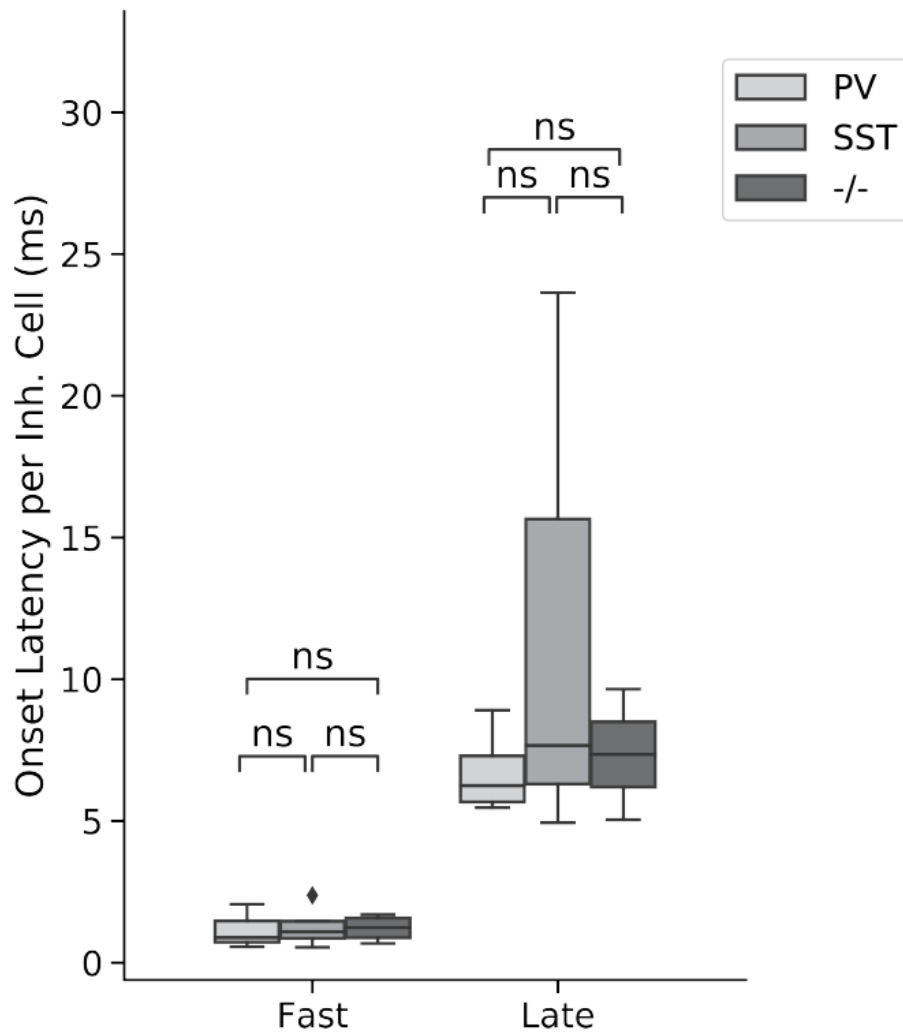 Onset Latency per Inh. Cell (ms)
30
25
20
15
10
5
0
PV
SST
-/-
ns
ns ns
ns
ns ns
Fast Late